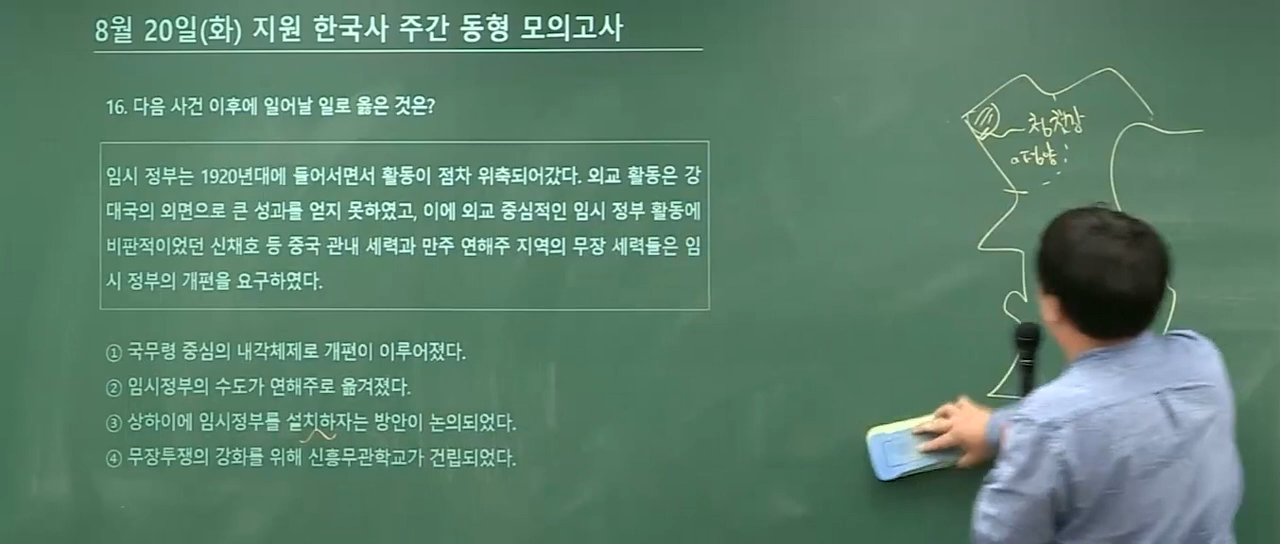 8월 20일(화) 지원 한국사 주간 동형 모의고사
16. 다음 사건 이후에 일어날 일로 옳은 것은?
임시 정부는 1920년대에 들어서면서 활동이 점차 위축되어갔다. 외교 활동은 강
대국의 외면으로 큰 성과를 얻지 못하였고, 이에 외교 중심적인 임시 정부 활동에
비판적이었던 신채호 등 중국 관내 세력과 만주 연해주 지역의 무장 세력들은 임
시 정부의 개편을 요구하였다.
① 국무령 중심의 내각체제로 개편이 이루어졌다.
② 임시정부의 수도가 연해주로 옮겨졌다.
③ 상하이에 임시정부를 설치하자는 방안이 논의되었다.
④ 무장투쟁의 강화를 위해 신흥무관학교가 건립되었다.